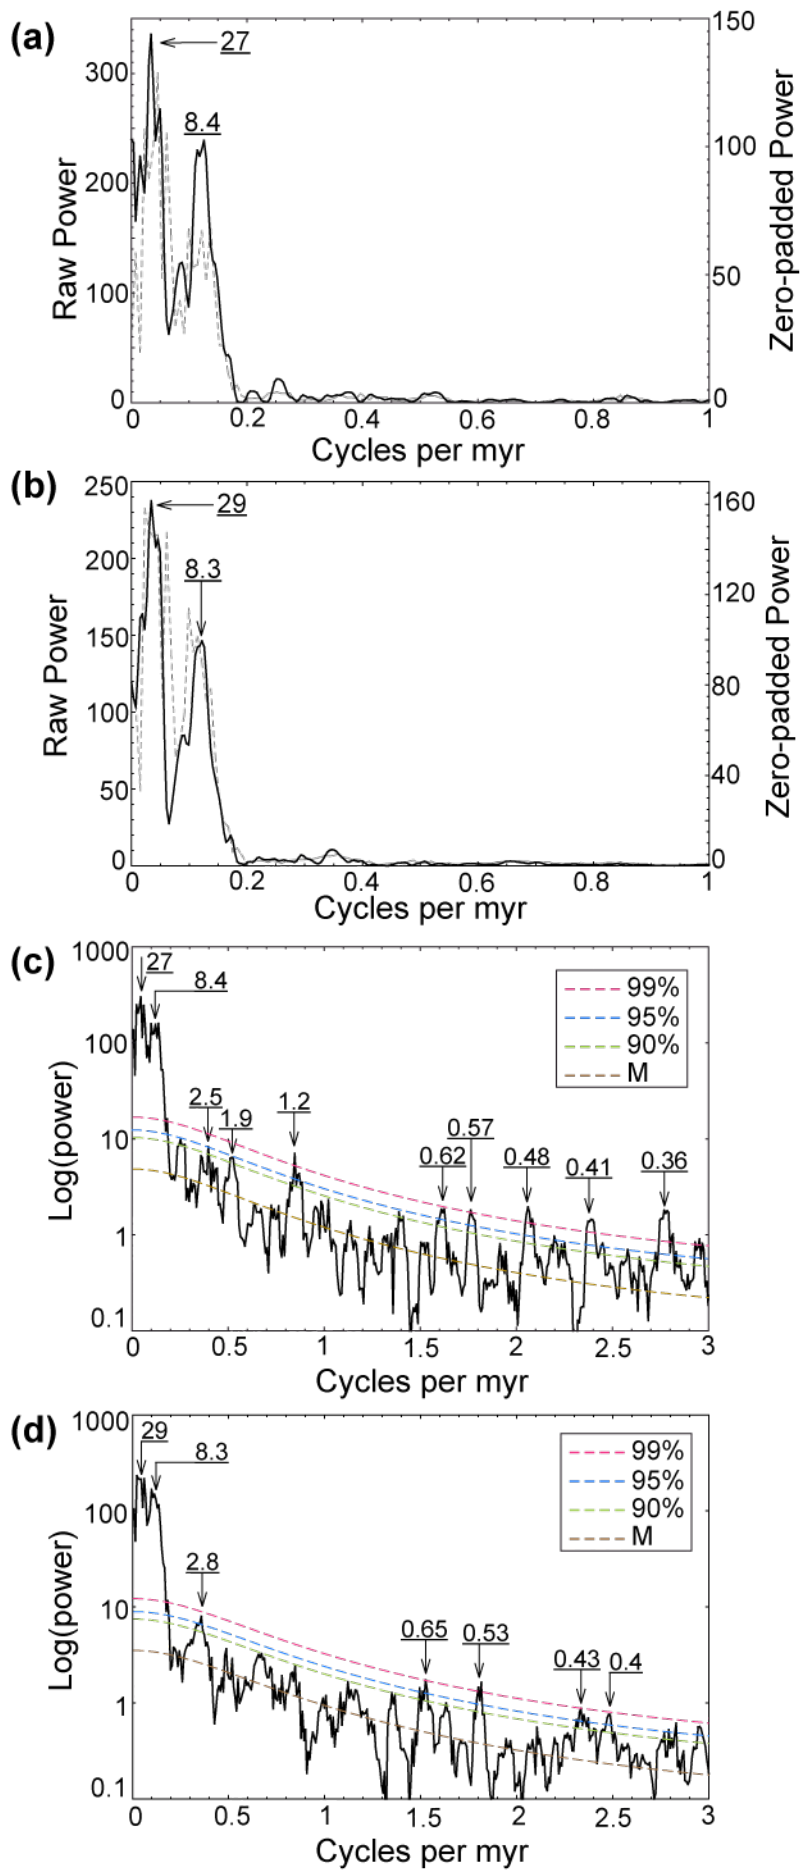 (a)
27
8.4
300
200
100
0
Raw Power
150
100
50
0
Zero-padded Power
0 0.2 0.4 0.6 0.8 1
Cycles per myr
(b)
29
8.3
250
200
150
100
50
0
Raw Power
160
120
80
40
0
Zero-padded Power
0 0.2 0.4 0.6 0.8 1
Cycles per myr
(c)
27
8.4
2.5
1.9
1.2
0.62
0.57
0.48
0.41
0.36
99%
95%
90%
M
1000
100
10
1
0.1
Log(power)
0 0.5 1 1.5 2 2.5 3
Cycles per myr
(d)
29
8.3
2.8
0.65
0.53
0.43
0.4
99%
95%
90%
M
1000
100
10
1
0.1
Log(power)
0 0.5 1 1.5 2 2.5 3
Cycles per myr